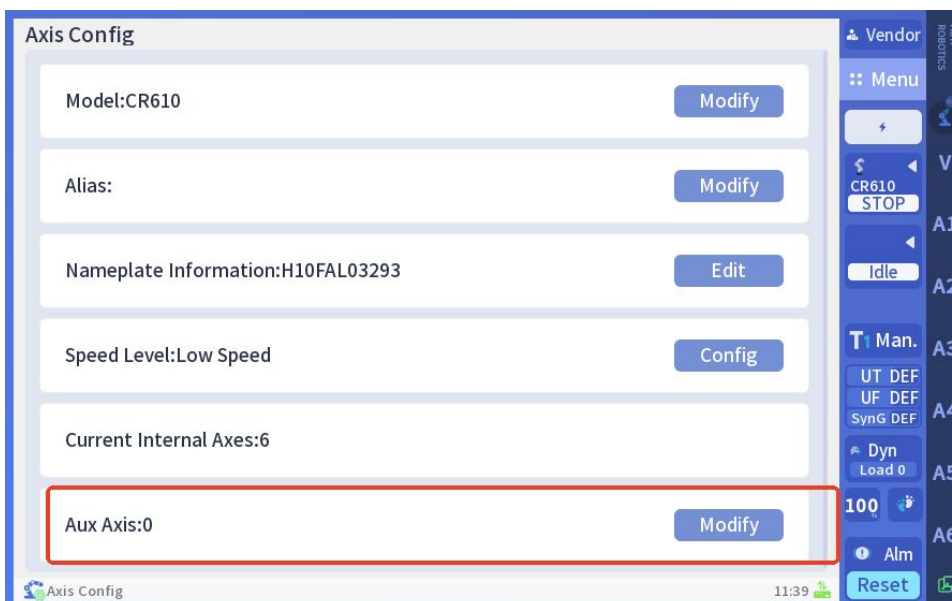 Axis Config
Model:CR610
Modify
Alias:
Modify
Nameplate Information:H10FAL03293
Edit
Speed Level:Low Speed
Config
Current Internal Axes:6
Aux Axis:0
Modify
Axis Config
11:39
Vendor
Menu
CR610
STOP
Idle
T1 Man.
UT DEF
UF DEF
SynG DEF
Dyn
Load 0
100%
Alm
Reset
ROBOTICS
V
A1
A2
A3
A4
A5
A6